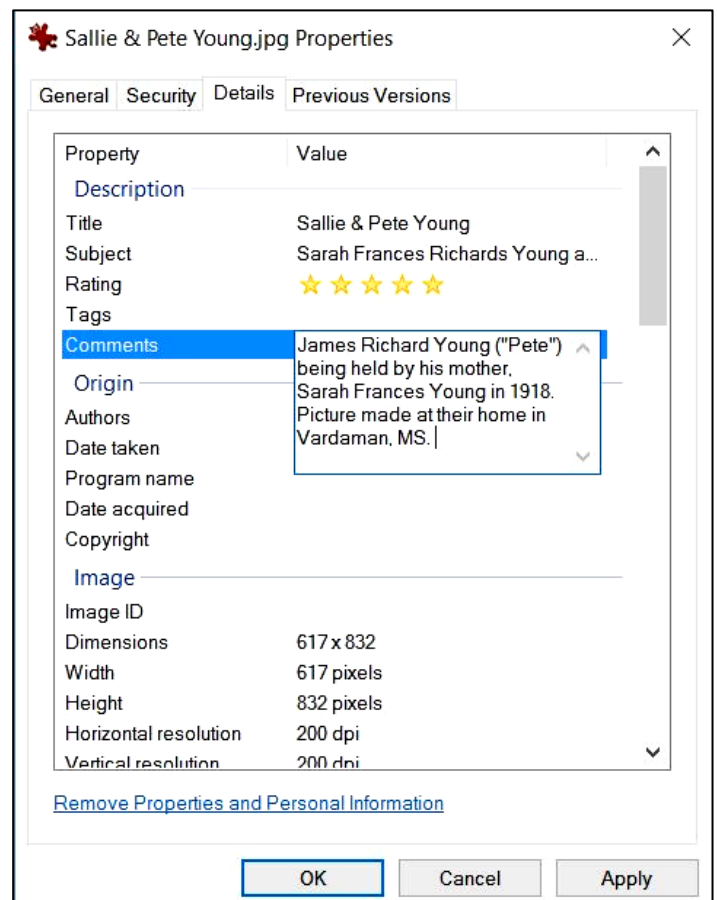 Sallie & Pete Young.jpg Properties
General Security Details Previous Versions
Property Value
Description
Title Sallie & Pete Young
Subject Sarah Frances Richards Young a...
Rating
Tags
Comments
James Richard Young ("Pete")
being held by his mother,
Sarah Frances Young in 1918.
Picture made at their home in
Vardaman, MS.
Origin
Authors
Date taken
Program name
Date acquired
Copyright
Image
Image ID
Dimensions 617 x 832
Width 617 pixels
Height 832 pixels
Horizontal resolution 200 dpi
Vertical resolution 200 dpi
Remove Properties and Personal Information
OK Cancel Apply